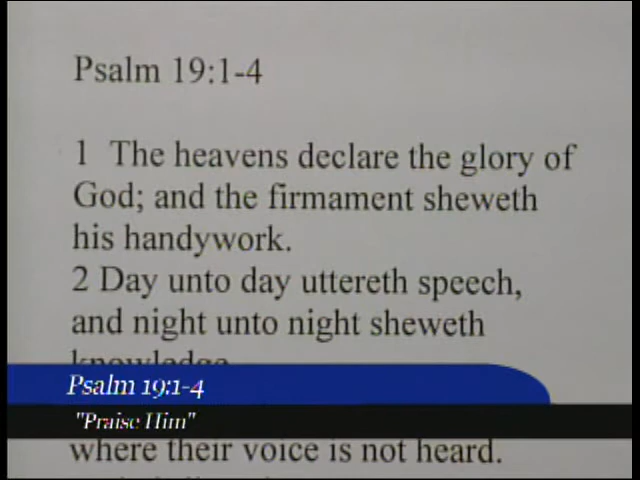 Psalm 19:1-4
1 The heavens declare the glory of
God; and the firmament sheweth
his handywork.
2 Day unto day uttereth speech,
and night unto night sheweth
knowledge.
Psalm 19:1-4
"Praise Him"
where their voice is not heard.